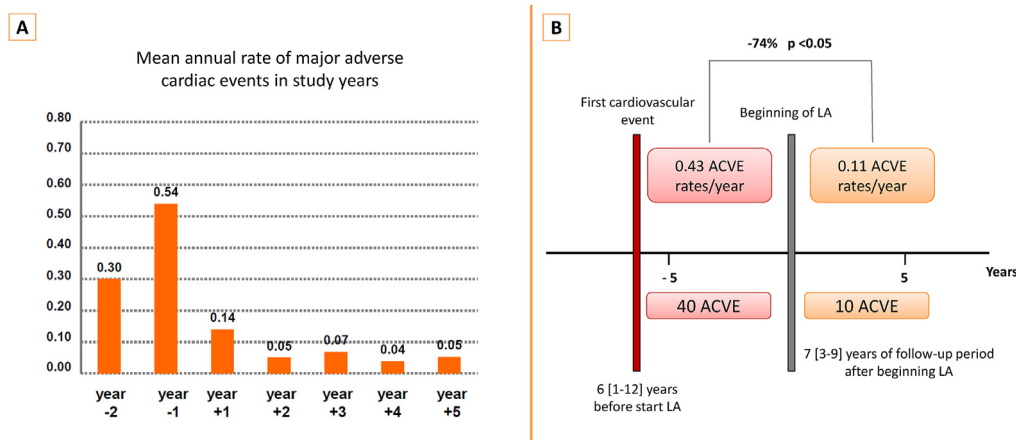 A
Mean annual rate of major adverse
cardiac events in study years
0.80
0.70
0.60
0.50
0.40
0.30
0.20
0.10
0.00
0.30
0.54
0.14
0.05
0.07
0.04
0.05
year year year year year year year
-2 -1 +1 +2 +3 +4 +5
B
-74% p <0.05
First cardiovascular
event
Beginning of LA
0.43 ACVE
rates/year
0.11 ACVE
rates/year
- 5
5
Years
40 ACVE
10 ACVE
6 [1-12] years
before start LA
7 [3-9] years of follow-up period
after beginning LA